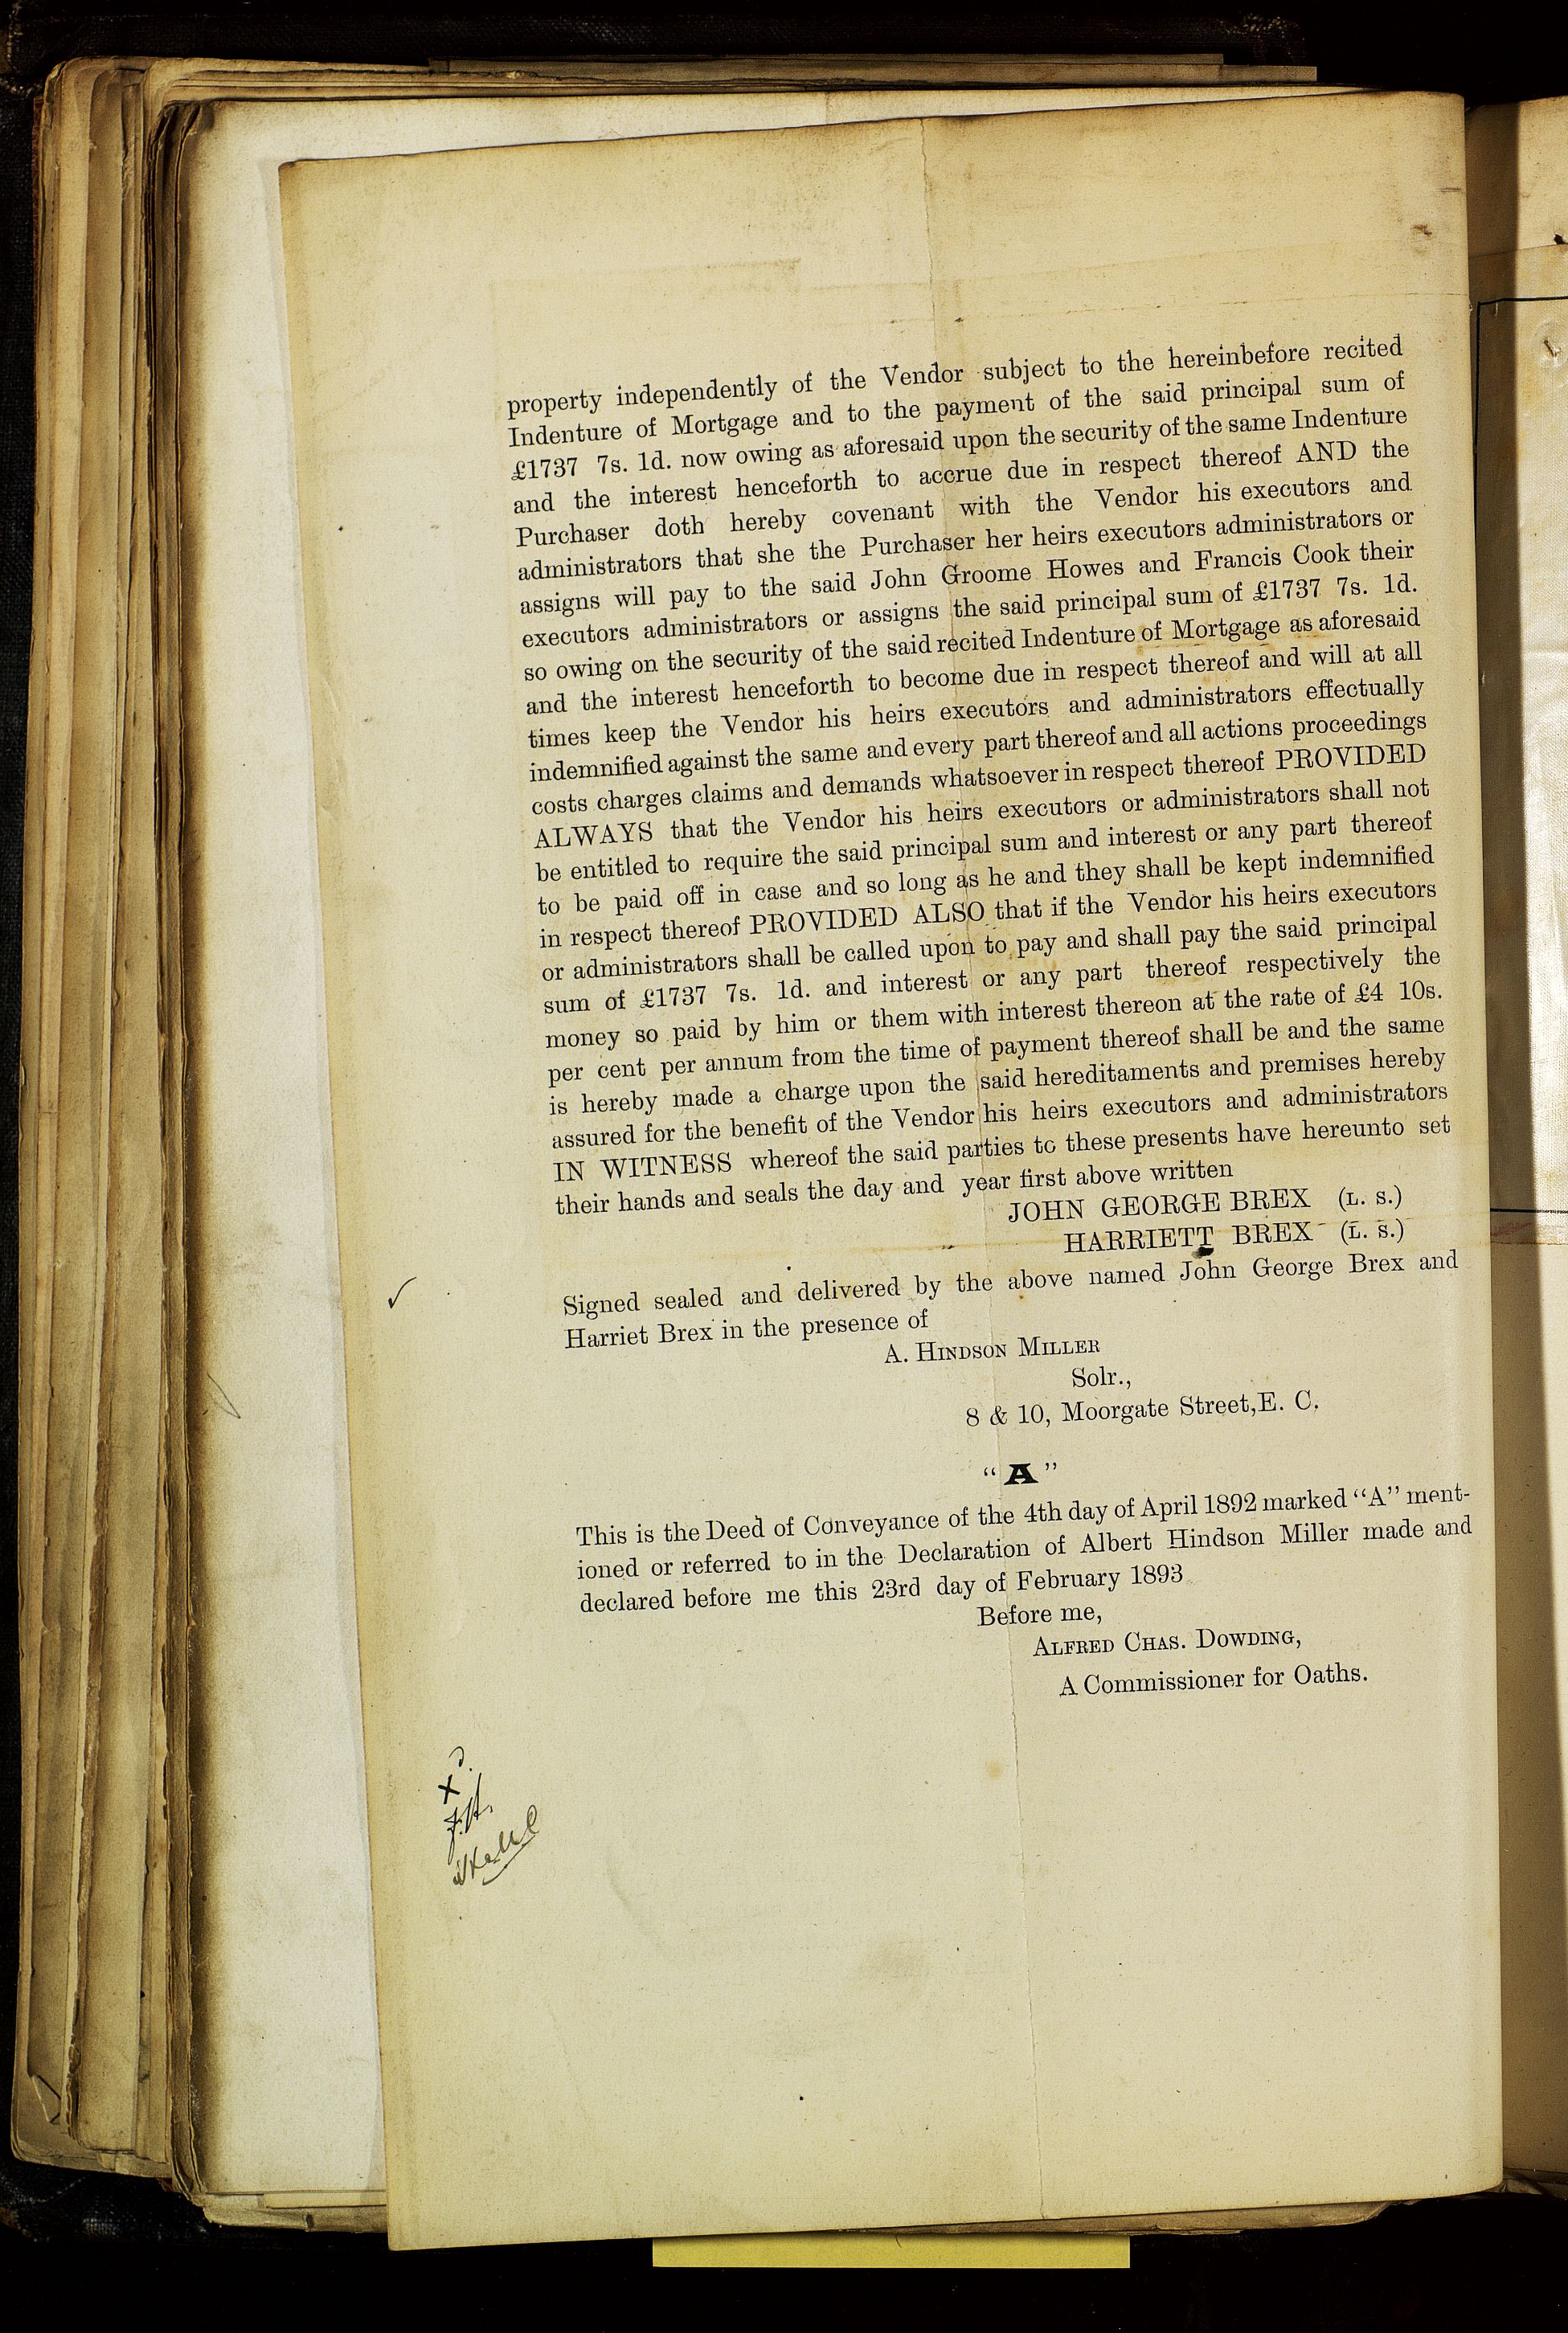 property independently of the Vendor subject to the hereinbefore recited
Indenture of Mortgage and to the payment of the said principal sum of
£1737 7s. 1d. now owing as aforesaid upon the security of the same Indenture
and the interest henceforth to accrue due in respect thereof AND the
Purchaser doth hereby covenant with the Vendor his executors and
administrators that she the Purchaser her heirs executors administrators or
assigns will pay to the said John Groome Howes and Francis Cook their
executors administrators or assigns the said principal sum of £1737 7s. 1d.
so owing on the security of the said recited Indenture of Mortgage as aforesaid
and the interest henceforth to become due in respect thereof and will at all
times keep the Vendor his heirs executors and administrators effectually
indemnified against the same and every part thereof and all actions proceedings
costs charges claims and demands whatsoever in respect thereof PROVIDED
ALWAYS that the Vendor his heirs executors or administrators shall not
be entitled to require the said principal sum and interest or any part thereof
to be paid off in case and so long as he and they shall be kept indemnified
in respect thereof PROVIDED ALSO that if the Vendor his heirs executors
or administrators shall be called upon to pay and shall pay the said principal
sum of £1737 7s. 1d. and interest or any part thereof respectively the
money so paid by him or them with interest thereon at the rate of £4 10s.
per cent per annum from the time of payment thereof shall be and the same
is hereby made a charge upon the said hereditaments and premises hereby
assured for the benefit of the Vendor his heirs executors and administrators
IN WITNESS whereof the said parties to these presents have hereunto set
their hands and seals the day and year first above written
JOHN GEORGE BREX (L. S.)
HARRIETT BREX (L. S.)
Signed sealed and delivered by the above named John George Brex and
Harriet Brex in the presence of
A. HINDSON MILLER
Solr.,
8 & 10, Moorgate Street, E. C.
"A"
This is the Deed of Conveyance of the 4th day of April 1892 marked "A" ment-
ioned or referred to in the Declaration of Albert Hindson Miller made and
declared before me this 23rd day of February 1893
Before me,
ALFRED CHAS. DOWDING,
A Commissioner for Oaths.